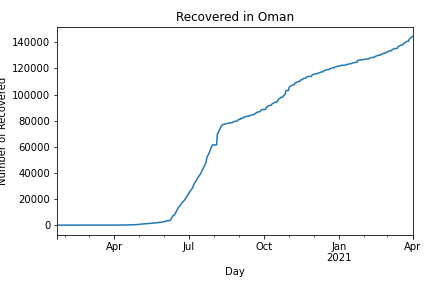 Recovered in Oman
Number of Recovered
140000
120000
100000
80000
60000
40000
20000
0
Apr
Jul
Oct
Jan
2021
Apr
Day